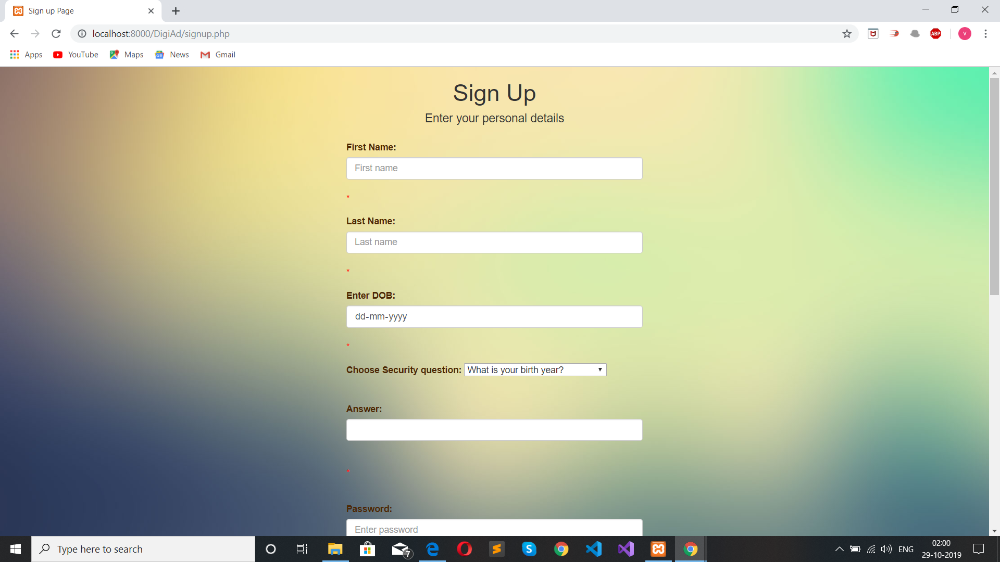 Sign up Page
localhost:8000/DigiAd/signup.php
ABP
V
Apps YouTube Maps News Gmail
Sign Up
Enter your personal details
First Name:
First name
*
Last Name:
Last name
*
Enter DOB:
dd-mm-yyyy
*
Choose Security question: What is your birth year?
Answer:
*
Password:
Enter password
Type here to search
7
ENG
02:00
29-10-2019